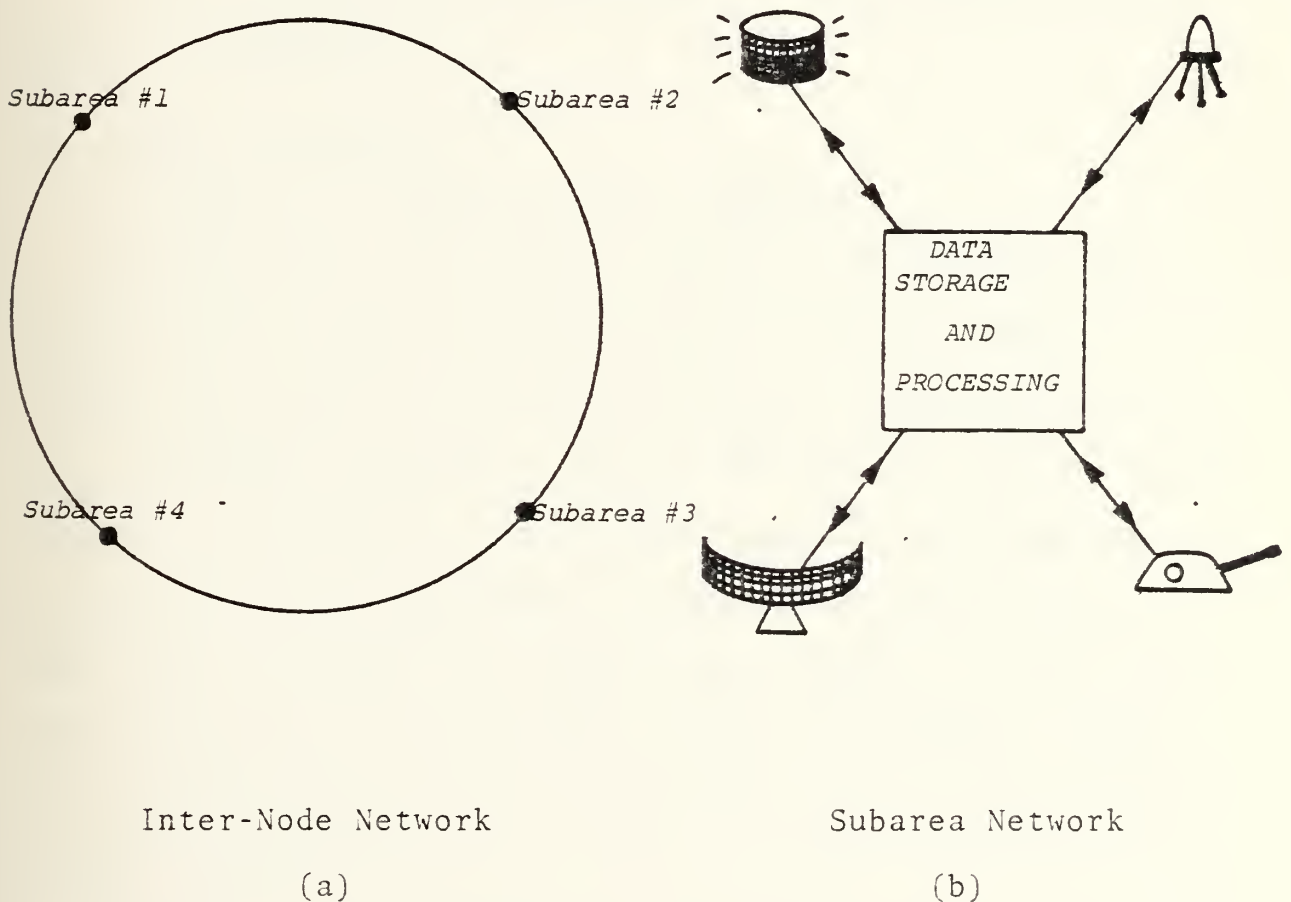 Subarea #1
Subarea #2
Subarea #4
Subarea #3
DATA
STORAGE
AND
PROCESSING
Inter-Node Network
(a)
Subarea Network
(b)